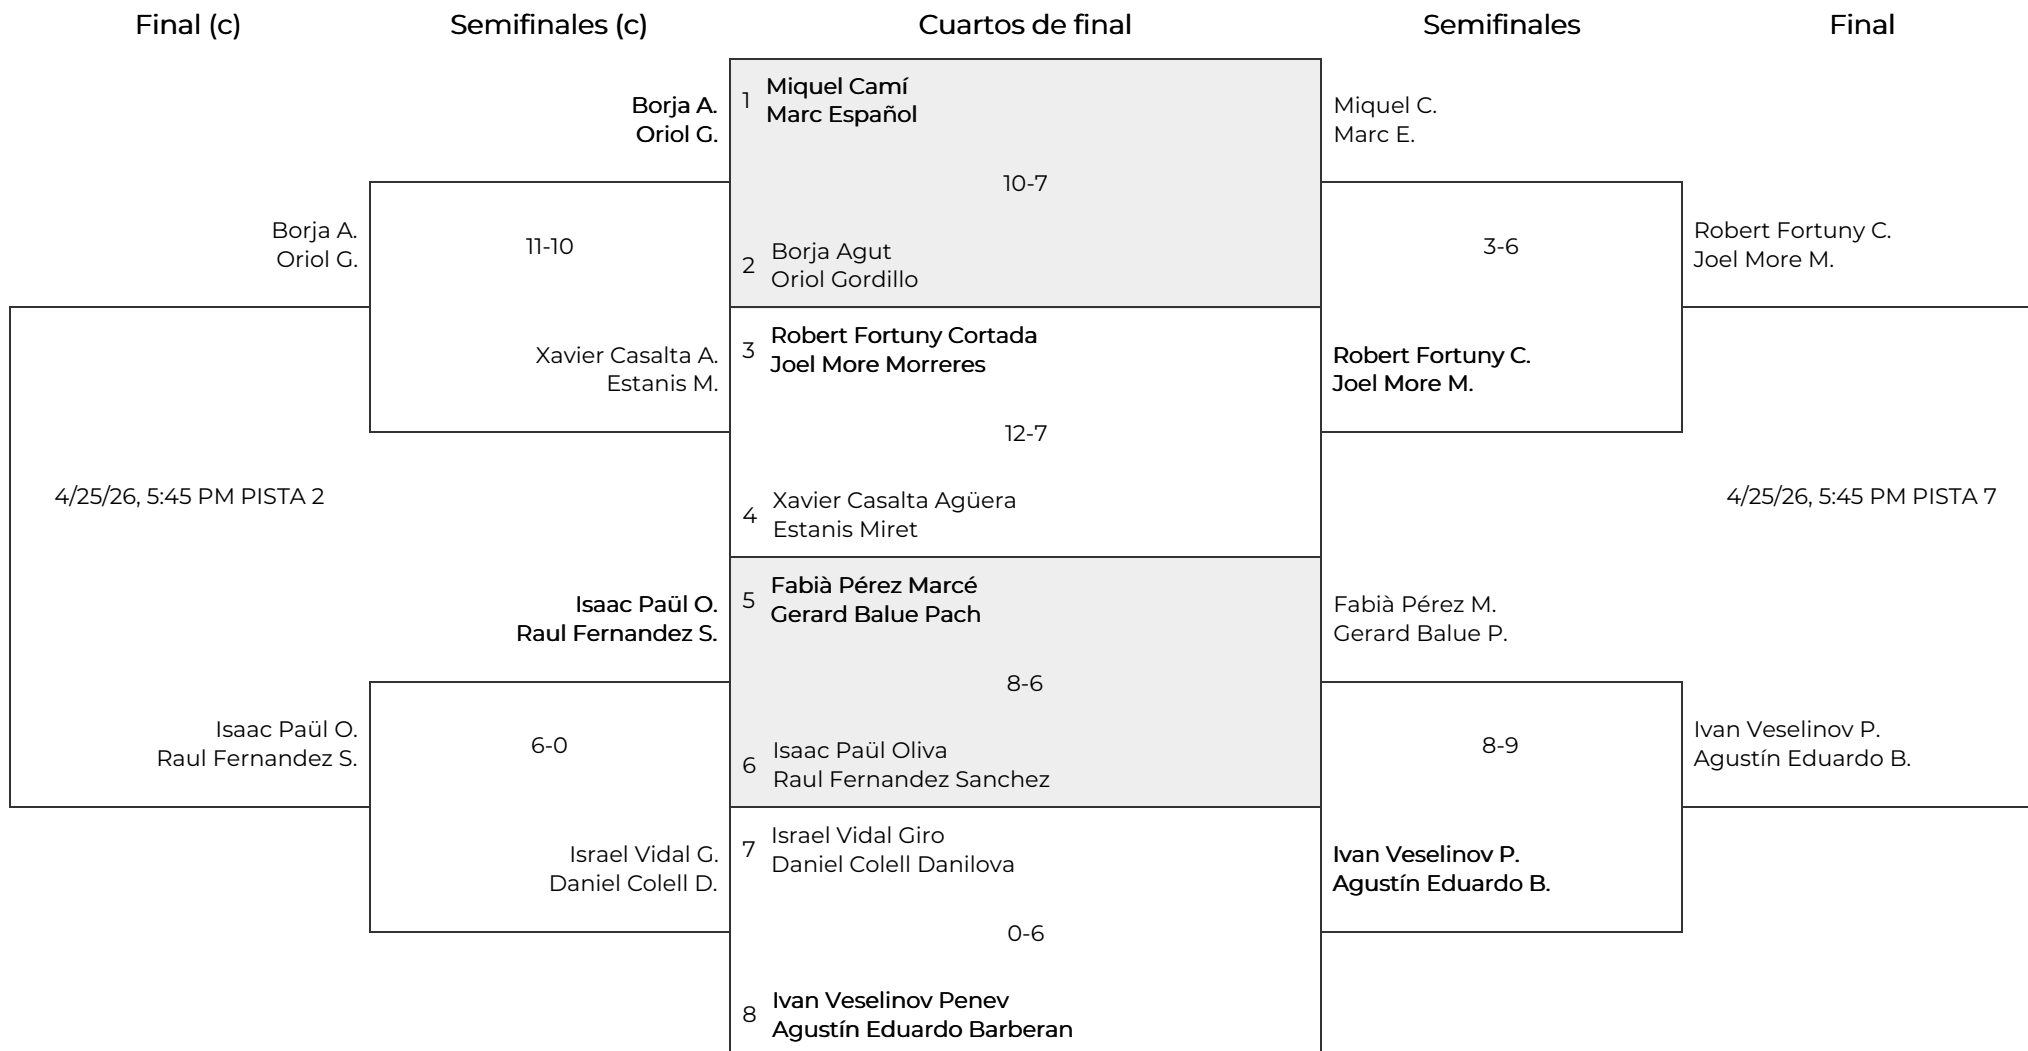 Final (c)
Semifinales (c)
Cuartos de final
Semifinales
Final
Borja A.
Oriol G.
Borja A.
Oriol G.
11-10
Xavier Casalta A.
Estanis M.
4/25/26, 5:45 PM PISTA 2
Isaac Paül O.
Raul Fernandez S.
Isaac Paül O.
Raul Fernandez S.
6-0
Israel Vidal G.
Daniel Colell D.
1 Miquel Camí
Marc Español
10-7
2 Borja Agut
Oriol Gordillo
3 Robert Fortuny Cortada
Joel More Morreres
12-7
4 Xavier Casalta Agüera
Estanis Miret
5 Fabià Pérez Marcé
Gerard Balue Pach
8-6
6 Isaac Paül Oliva
Raul Fernandez Sanchez
7 Israel Vidal Giro
Daniel Colell Danilova
0-6
8 Ivan Veselinov Penev
Agustín Eduardo Barberan
Miquel C.
Marc E.
3-6
Robert Fortuny C.
Joel More M.
Fabià Pérez M.
Gerard Balue P.
8-9
Ivan Veselinov P.
Agustín Eduardo B.
Robert Fortuny C.
Joel More M.
4/25/26, 5:45 PM PISTA 7
Ivan Veselinov P.
Agustín Eduardo B.